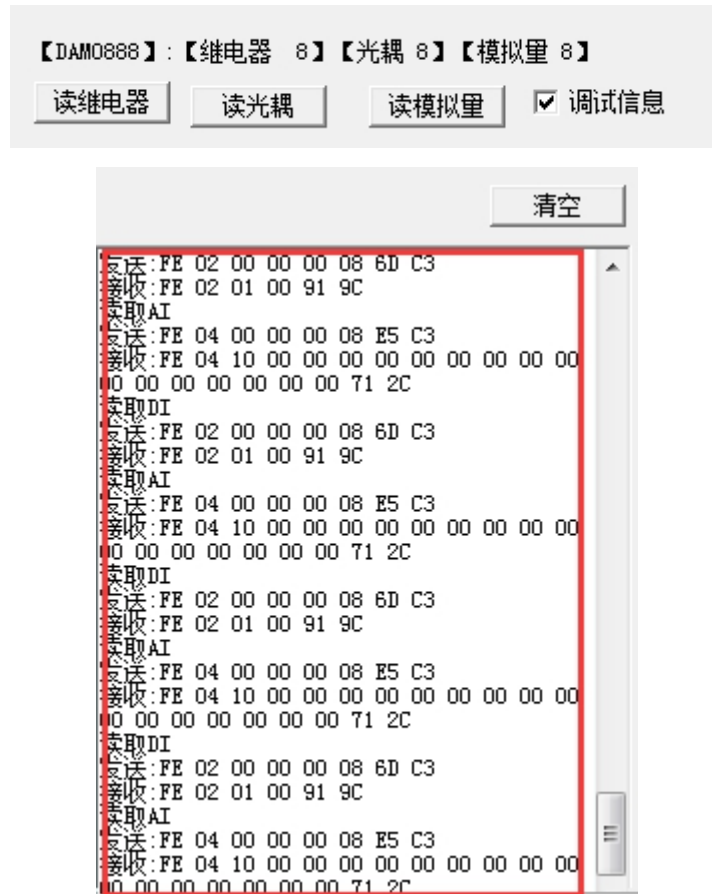 【DAM0888】:【继电器 8】【光耦 8】【模拟量 8】
读继电器 读光耦 读模拟量 调试信息
清空
发送:FE 02 00 00 00 08 6D C3
接收:FE 02 01 00 91 9C
读取AI
发送:FE 04 00 00 00 08 E5 C3
接收:FE 04 10 00 00 00 00 00 00 00 00 00
00 00 00 00 00 00 00 71 2C
读取DI
发送:FE 02 00 00 00 08 6D C3
接收:FE 02 01 00 91 9C
读取AI
发送:FE 04 00 00 00 08 E5 C3
接收:FE 04 10 00 00 00 00 00 00 00 00 00
00 00 00 00 00 00 00 71 2C
读取DI
发送:FE 02 00 00 00 08 6D C3
接收:FE 02 01 00 91 9C
读取AI
发送:FE 04 00 00 00 08 E5 C3
接收:FE 04 10 00 00 00 00 00 00 00 00 00
00 00 00 00 00 00 00 71 2C
读取DI
发送:FE 02 00 00 00 08 6D C3
接收:FE 02 01 00 91 9C
读取AI
发送:FE 04 00 00 00 08 E5 C3
接收:FE 04 10 00 00 00 00 00 00 00 00 00
00 00 00 00 00 00 00 71 2C